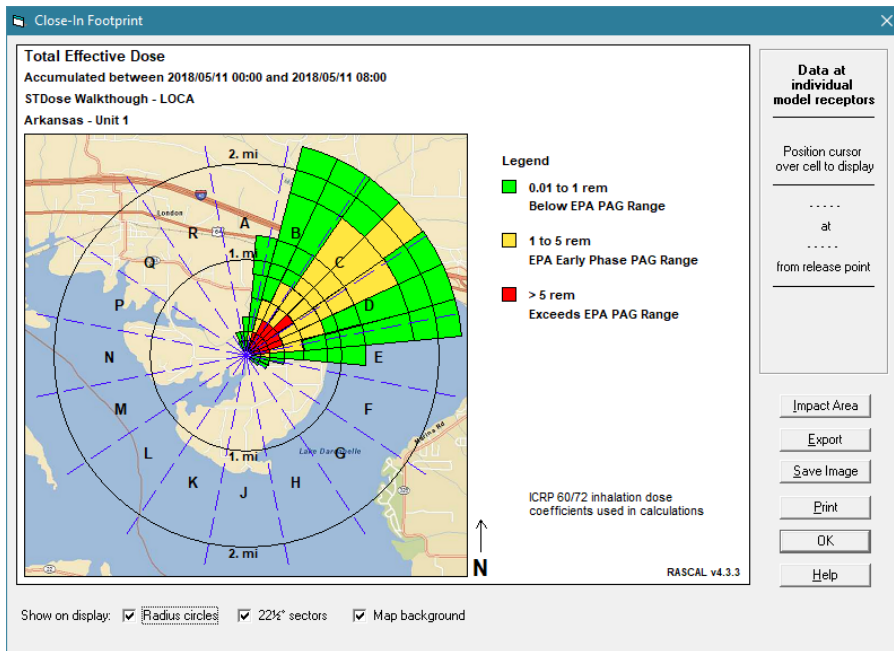 Close-In Footprint
Total Effective Dose
Accumulated between 2018/05/11 00:00 and 2018/05/11 08:00
STDose Walkthough - LOCA
Arkansas - Unit 1
2. mi
London
40
64
A
B
R
C
1. mi
Q
P
D
N
E
M
F
Marina Rd
1. mi
Lake Dardanelle
L
G
K
J
H
2. mi
22
N
Legend
0.01 to 1 rem
Below EPA PAG Range
1 to 5 rem
EPA Early Phase PAG Range
> 5 rem
Exceeds EPA PAG Range
ICRP 60/72 inhalation dose
coefficients used in calculations
RASCAL v4.3.3
Data at
individual
model receptors
Position cursor
over cell to display
- - - - -
at
- - - - -
from release point
Impact Area
Export
Save Image
Print
OK
Help
Show on display: Radius circles 22½° sectors Map background